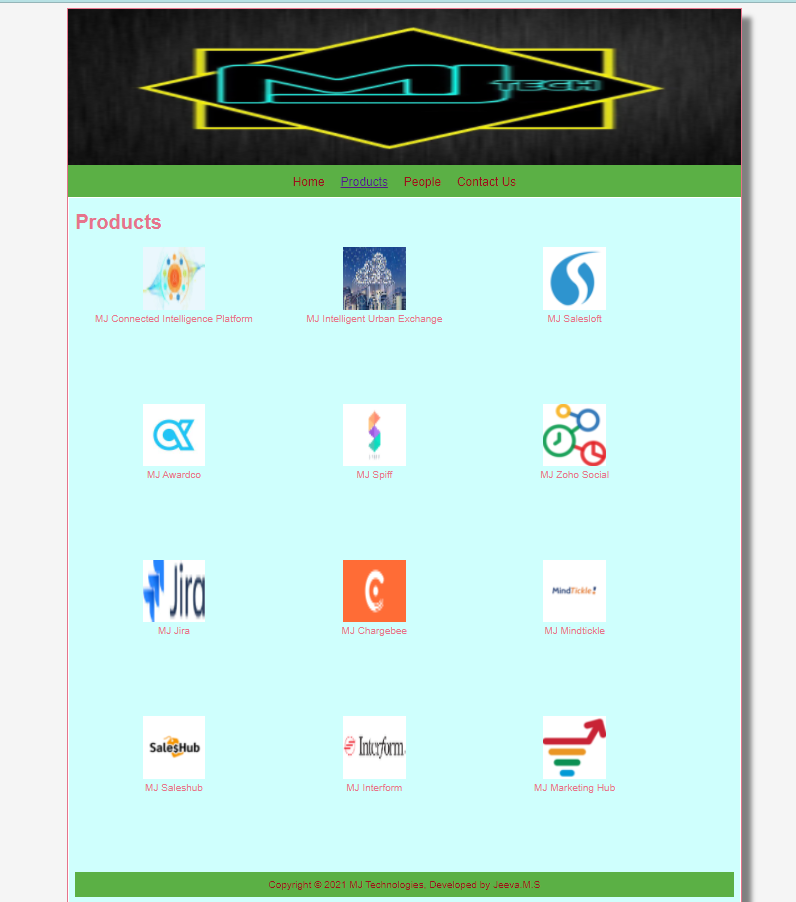 MJ TECH
Home Products People Contact Us
Products
MJ Connected Intelligence Platform
MJ Intelligent Urban Exchange
MJ Salesloft
MJ Awardco
MJ Spiff
MJ Zoho Social
Jira
MindTickle!
MJ Jira
MJ Chargebee
MJ Mindtickle
SalesHub
Interform
MJ Saleshub
MJ Interform
MJ Marketing Hub
Copyright © 2021 MJ Technologies, Developed by Jeeva.M.S